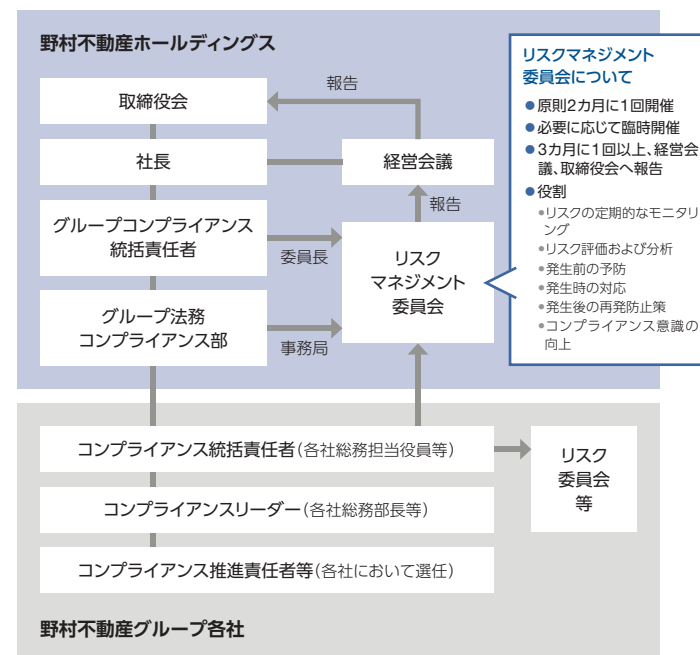 野村不動産ホールディングス
取締役会
報告
社長
経営会議
グループコンプライアンス
統括責任者
委員長
報告
リスク
マネジメント
委員会
グループ法務
コンプライアンス部
事務局
リスクマネジメント
委員会について
●原則2カ月に1回開催
●必要に応じて臨時開催
●3カ月に1回以上、経営会
議、取締役会へ報告
●役割
●リスクの定期的なモニタリ
ング
●リスク評価および分析
●発生前の予防
●発生時の対応
●発生後の再発防止策
●コンプライアンス意識の
向上
コンプライアンス統括責任者(各社総務担当役員等)
リスク
委員会
等
コンプライアンスリーダー(各社総務部長等)
コンプライアンス推進責任者等(各社において選任)
野村不動産グループ各社